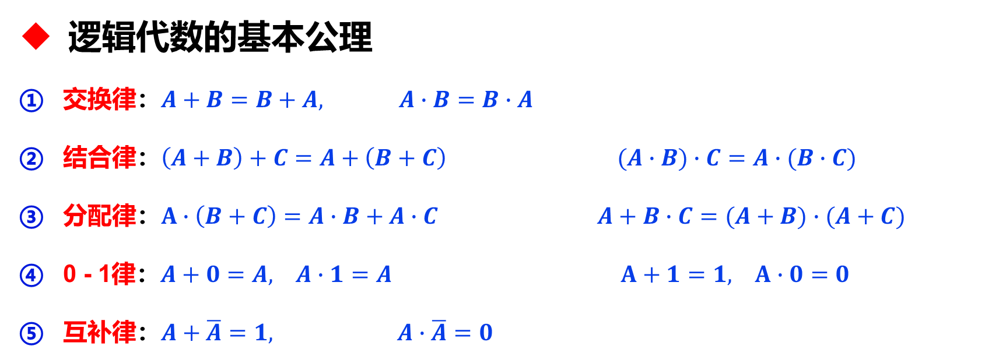 ◆ 逻辑代数的基本公理
① 交换律：A + B = B + A, A · B = B · A
② 结合律：(A + B) + C = A + (B + C) (A · B) · C = A · (B · C)
③ 分配律：A · (B + C) = A · B + A · C A + B · C = (A + B) · (A + C)
④ 0 - 1律：A + 0 = A, A · 1 = A A + 1 = 1, A · 0 = 0
⑤ 互补律：A + A̅ = 1, A · A̅ = 0